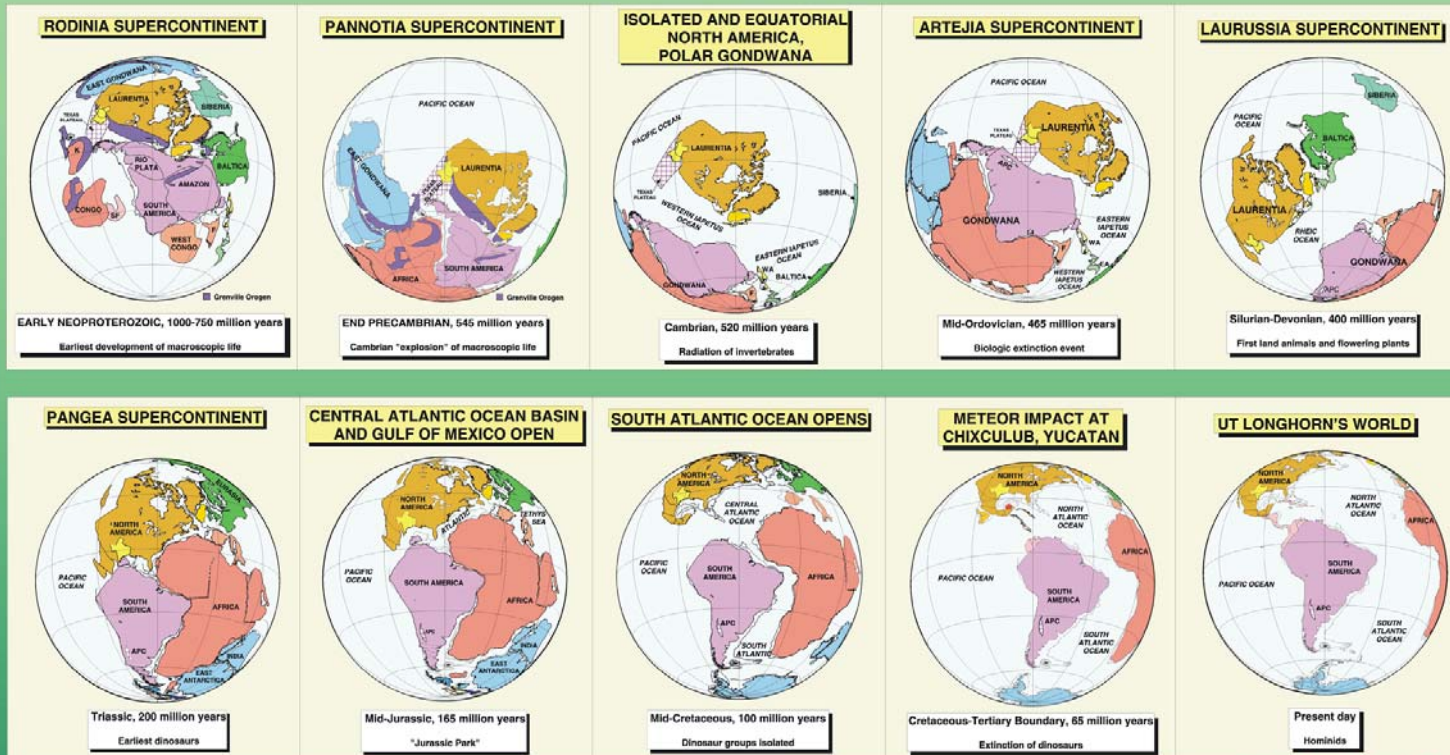 RODINIA SUPERCONTINENT
EAST GONDWANA
LAURENTIA
SIBERIA
TEXAS
PLATEAU
K
RIO
PLATA
BALTICA
AMAZON
CONGO
SF
SOUTH
AMERICA
WEST
CONGO
Grenville Orogen
EARLY NEOPROTEROZOIC, 1000-750 million years
Earliest development of macroscopic life
PANNOTIA SUPERCONTINENT
PACIFIC OCEAN
EAST GONDWANA
LAURENTIA
AFRICA
SOUTH AMERICA
Grenville Orogen
END PRECAMBRIAN, 545 million years
Cambrian "explosion" of macroscopic life
ISOLATED AND EQUATORIAL
NORTH AMERICA,
POLAR GONDWANA
PACIFIC OCEAN
LAURENTIA
TEXAS
PLATEAU
SIBERIA
WESTERN IAPETUS
OCEAN
EASTERN IAPETUS
OCEAN
WA
BALTICA
GONDWANA
Cambrian, 520 million years
Radiation of invertebrates
ARTEJIA SUPERCONTINENT
PACIFIC OCEAN
TEXAS
PLATEAU
LAURENTIA
APC
GONDWANA
EASTERN
IAPETUS
OCEAN
WA
WESTERN
IAPETUS
OCEAN
Mid-Ordovician, 465 million years
Biologic extinction event
LAURUSSIA SUPERCONTINENT
SIBERIA
PACIFIC
OCEAN
BALTICA
LAURENTIA
RHEIC
OCEAN
GONDWANA
APC
Silurian-Devonian, 400 million years
First land animals and flowering plants
PANGEA SUPERCONTINENT
EURASIA
NORTH
AMERICA
PACIFIC
OCEAN
SOUTH
AMERICA
AFRICA
APC
INDIA
EAST
ANTARCTICA
Triassic, 200 million years
Earliest dinosaurs
CENTRAL ATLANTIC OCEAN BASIN
AND GULF OF MEXICO OPEN
NORTH
AMERICA
ATLANTIC
TETHYS
SEA
PACIFIC
OCEAN
SOUTH AMERICA
AFRICA
APC
INDIA
EAST
ANTARCTICA
Mid-Jurassic, 165 million years
"Jurassic Park"
SOUTH ATLANTIC OCEAN OPENS
NORTH
AMERICA
CENTRAL
ATLANTIC
OCEAN
PACIFIC
OCEAN
SOUTH
AMERICA
AFRICA
APC
SOUTH
ATLANTIC
Mid-Cretaceous, 100 million years
Dinosaur groups isolated
METEOR IMPACT AT
CHIXCULUB, YUCATAN
NORTH
AMERICA
NORTH
ATLANTIC
OCEAN
AFRICA
PACIFIC OCEAN
SOUTH
AMERICA
APC
SOUTH
ATLANTIC
OCEAN
Cretaceous-Tertiary Boundary, 65 million years
Extinction of dinosaurs
UT LONGHORN'S WORLD
NORTH
AMERICA
NORTH
ATLANTIC
OCEAN
AFRICA
SOUTH
AMERICA
PACIFIC OCEAN
SOUTH
ATLANTIC
OCEAN
Present day
Hominids